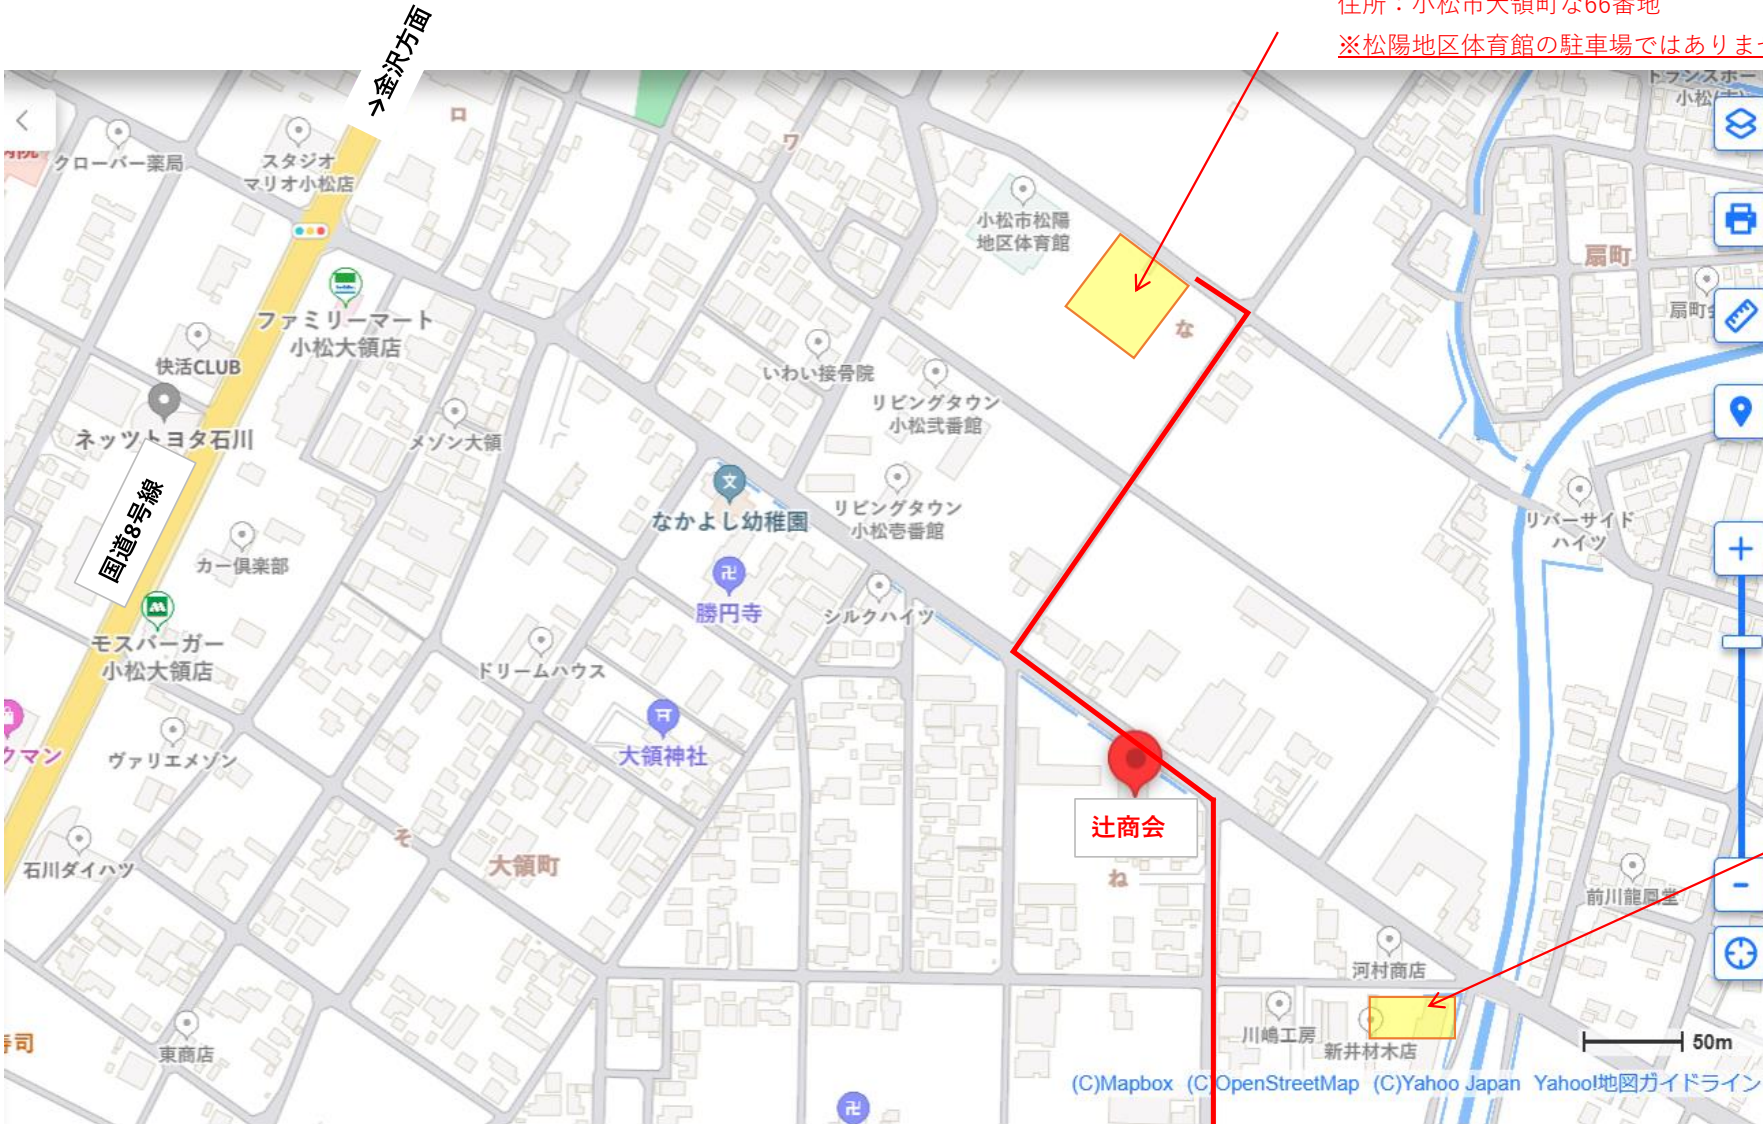 住所：小松市大領町な66番地
※松陽地区体育館の駐車場ではありませ
→金沢方面
ロ
ワ
クローバー薬局
スタジオ
マリオ小松店
小松市松陽
地区体育館
扇町
ファミリーマート
小松大領店
快活CLUB
な
いわい接骨院
リビングタウン
小松弐番館
ネッツトヨタ石川
メゾン大領
国道8号線
なかよし幼稚園
リビングタウン
小松壱番館
リバーサイド
ハイツ
カー倶楽部
勝円寺
シルクハイツ
モスバーガー
小松大領店
ドリームハウス
大領神社
クマン
ヴァリエメゾン
辻商会
そ
大領町
石川ダイハツ
ね
前川龍鳳堂
河村商店
川嶋工房
新井材木店
東商店
寿司
50m
(C)Mapbox (C)OpenStreetMap (C)Yahoo Japan Yahoo!地図ガイドライン